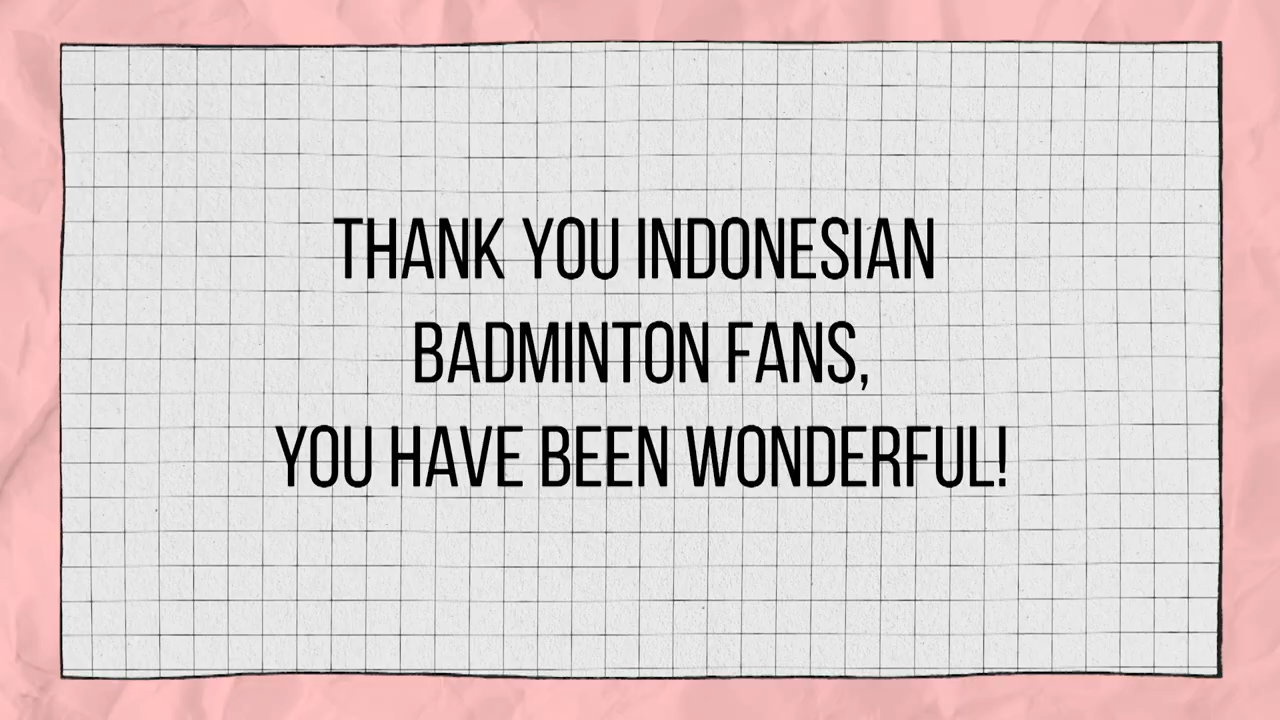 THANK YOU INDONESIAN
BADMINTON FANS,
YOU HAVE BEEN WONDERFUL!